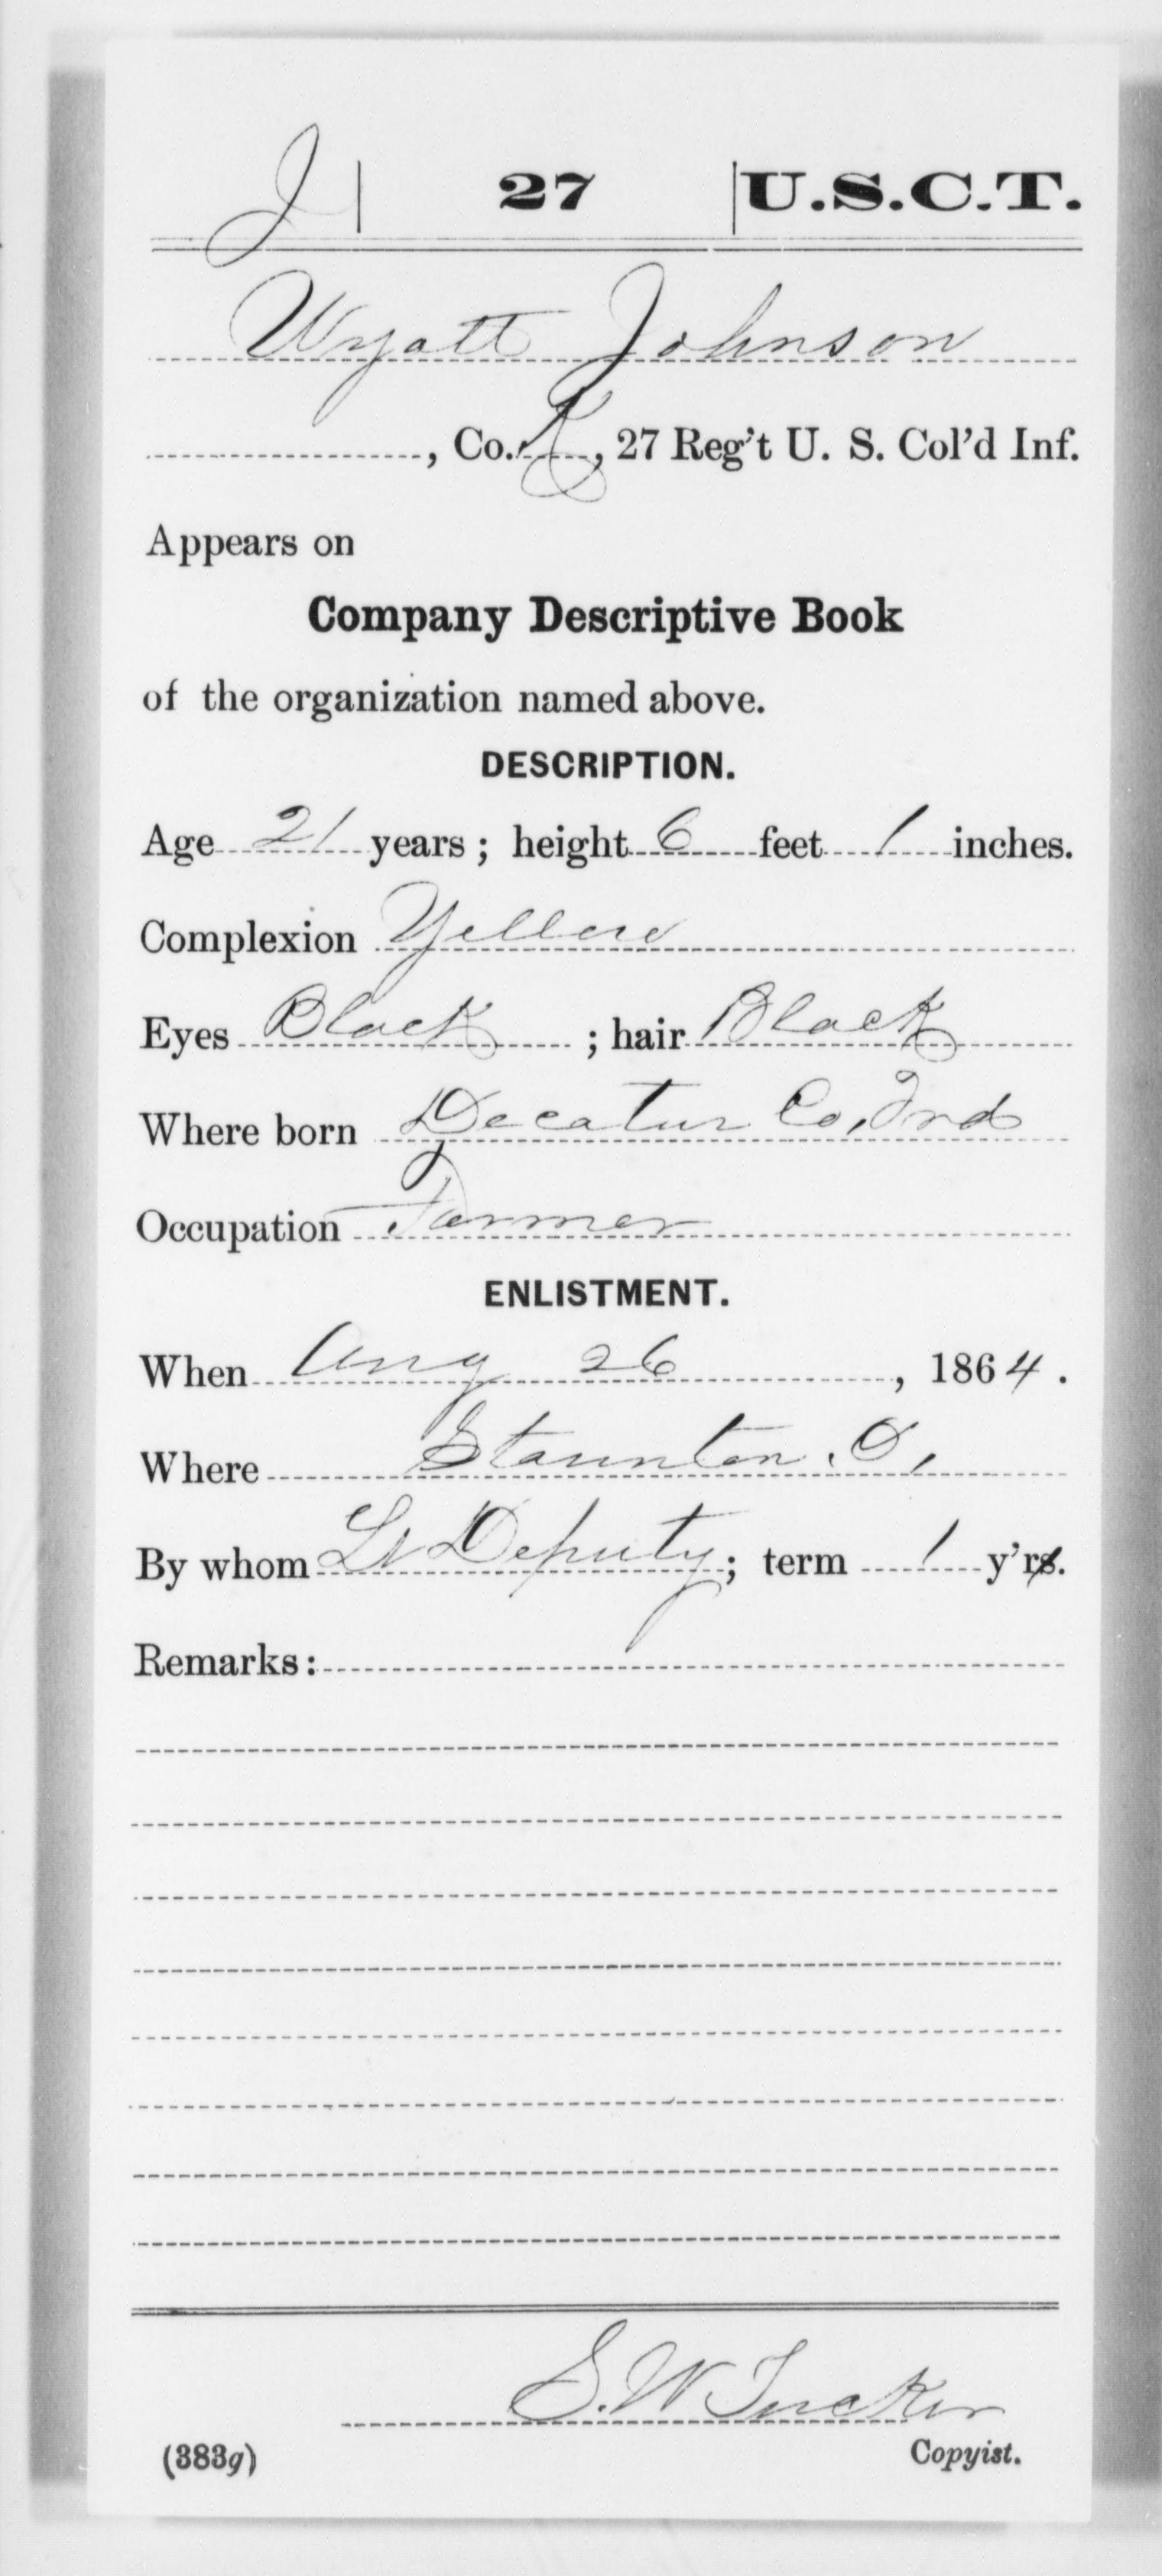 J | 27 | U.S.C.T.
Wyatt Johnson
, Co. K, 27 Reg't U. S. Col'd Inf.
Appears on
Company Descriptive Book
of the organization named above.
DESCRIPTION.
Age 21 years; height 6 feet 1 inches.
Complexion Yellow
Eyes Black ; hair Black
Where born Decatur Co, Ind
Occupation Farmer
ENLISTMENT.
When Aug 26, 1864.
Where Staunton. O,
By whom Deputy; term 1 y'rs.
Remarks:
S. W. Tucker
(383g) Copyist.